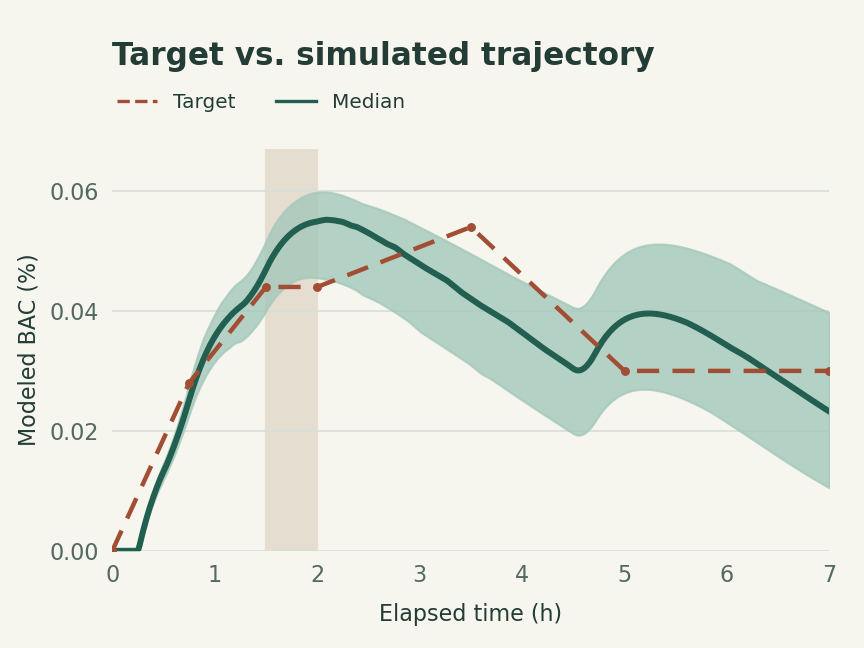 Target vs. simulated trajectory
Target Median
Modeled BAC (%)
0.06
0.04
0.02
0.00
0 1 2 3 4 5 6 7
Elapsed time (h)